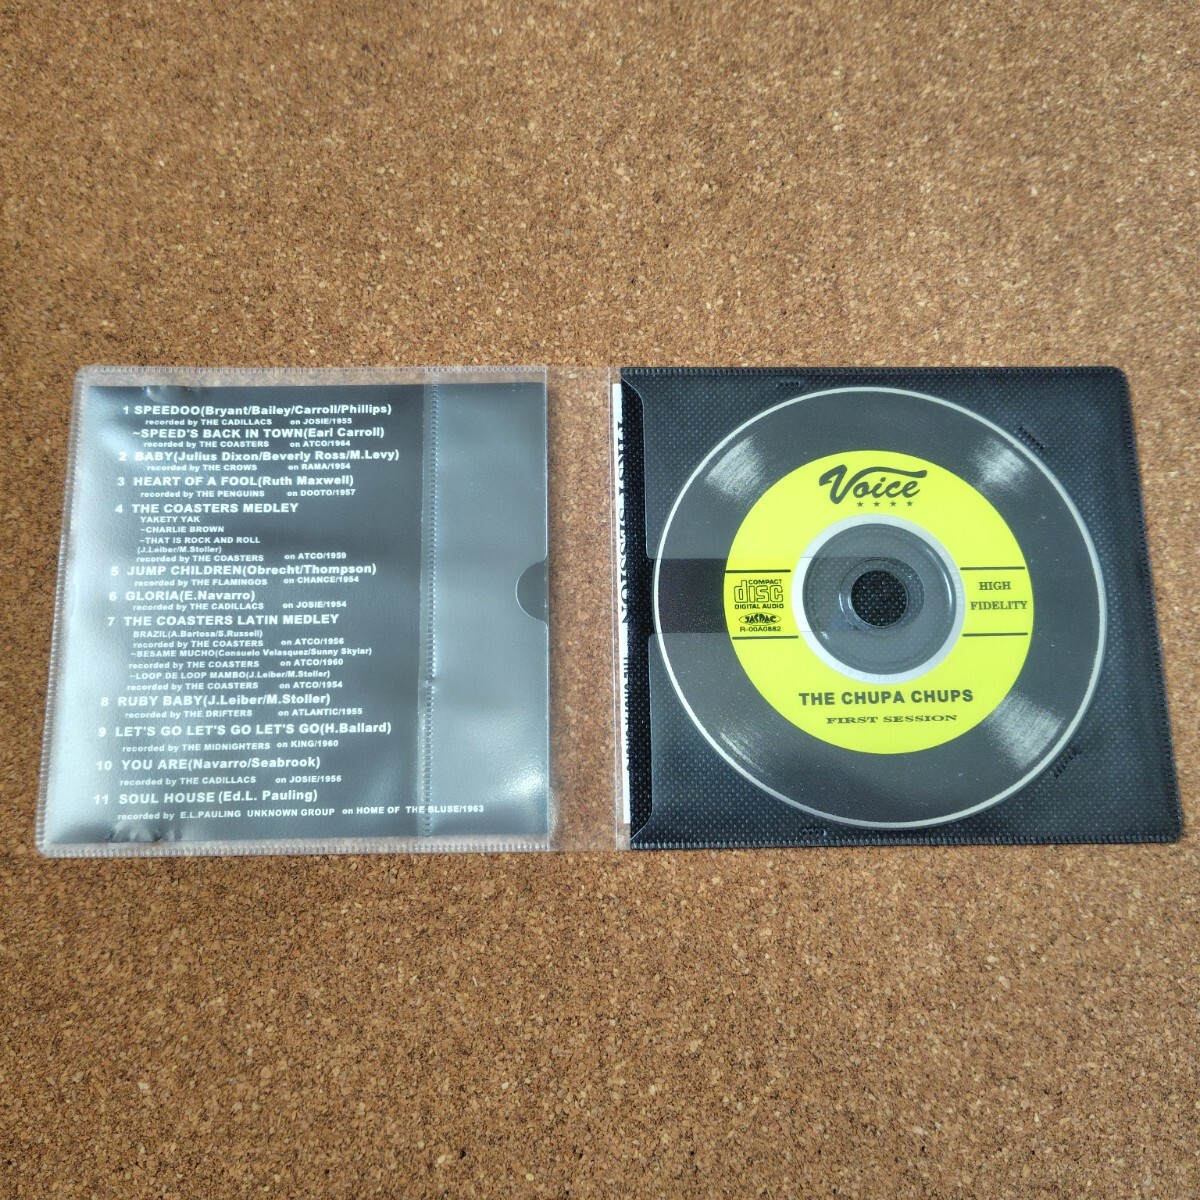 1 SPEEDOO(Bryant/Bailey/Carroll/Phillips)
recorded by THE CADILLACS on JOSIE/1955
~SPEED'S BACK IN TOWN(Earl Carroll)
recorded by THE COASTERS on ATCO/1964
2 BABY(Julius Dixon/Beverly Ross/M.Levy)
recorded by THE CROWS on RAMA/1954
3 HEART OF A FOOL(Ruth Maxwell)
recorded by THE PENGUINS on DOOTO/1957
4 THE COASTERS MEDLEY
YAKETY YAK
~CHARLIE BROWN
~THAT IS ROCK AND ROLL
(J.Leiber/M.Stoller)
recorded by THE COASTERS on ATCO/1959
5 JUMP CHILDREN(Obrecht/Thompson)
recorded by THE FLAMINGOS on CHANCE/1954
6 GLORIA(E.Navarro)
recorded by THE CADILLACS on JOSIE/1954
7 THE COASTERS LATIN MEDLEY
BRAZIL(A.Bartosa/S.Russell)
recorded by THE COASTERS on ATCO/1956
~BESAME MUCHO(Consuelo Velasquez/Sunny Skylar)
recorded by THE COASTERS on ATCO/1960
~LOOP DE LOOP MAMBO(J.Leiber/M.Stoller)
recorded by THE COASTERS on ATCO/1954
8 RUBY BABY(J.Leiber/M.Stoller)
recorded by THE DRIFTERS on ATLANTIC/1955
9 LET'S GO LET'S GO LET'S GO(H.Ballard)
recorded by THE MIDNIGHTERS on KING/1960
10 YOU ARE(Navarro/Seabrook)
recorded by THE CADILLACS on JOSIE/1956
11 SOUL HOUSE(Ed.L. Pauling)
recorded by E.L.PAULING UNKNOWN GROUP on HOME OF THE BLUSE/1963
FIRST SESSION
Voice
COMPACT
disc
DIGITAL AUDIO
JASRAC
R-00A0882
HIGH
FIDELITY
THE CHUPA CHUPS
FIRST SESSION